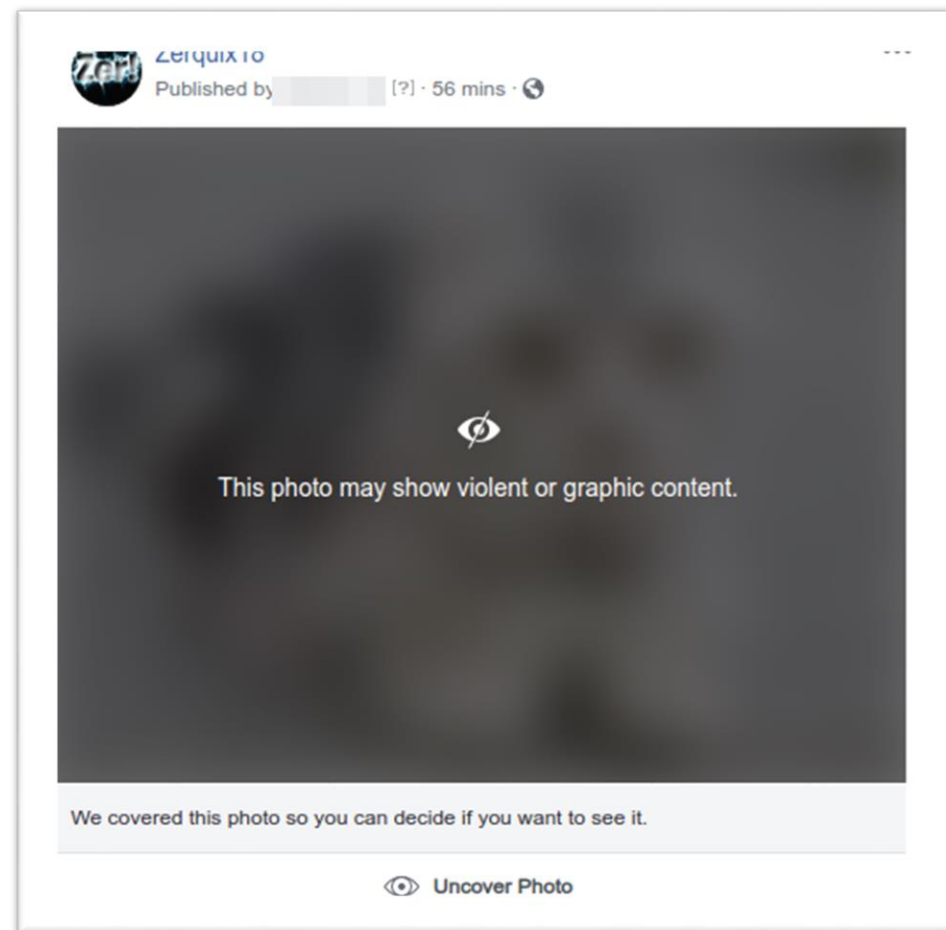 Zer!
Zerquix18
Published by [?] · 56 mins ·
This photo may show violent or graphic content.
We covered this photo so you can decide if you want to see it.
Uncover Photo